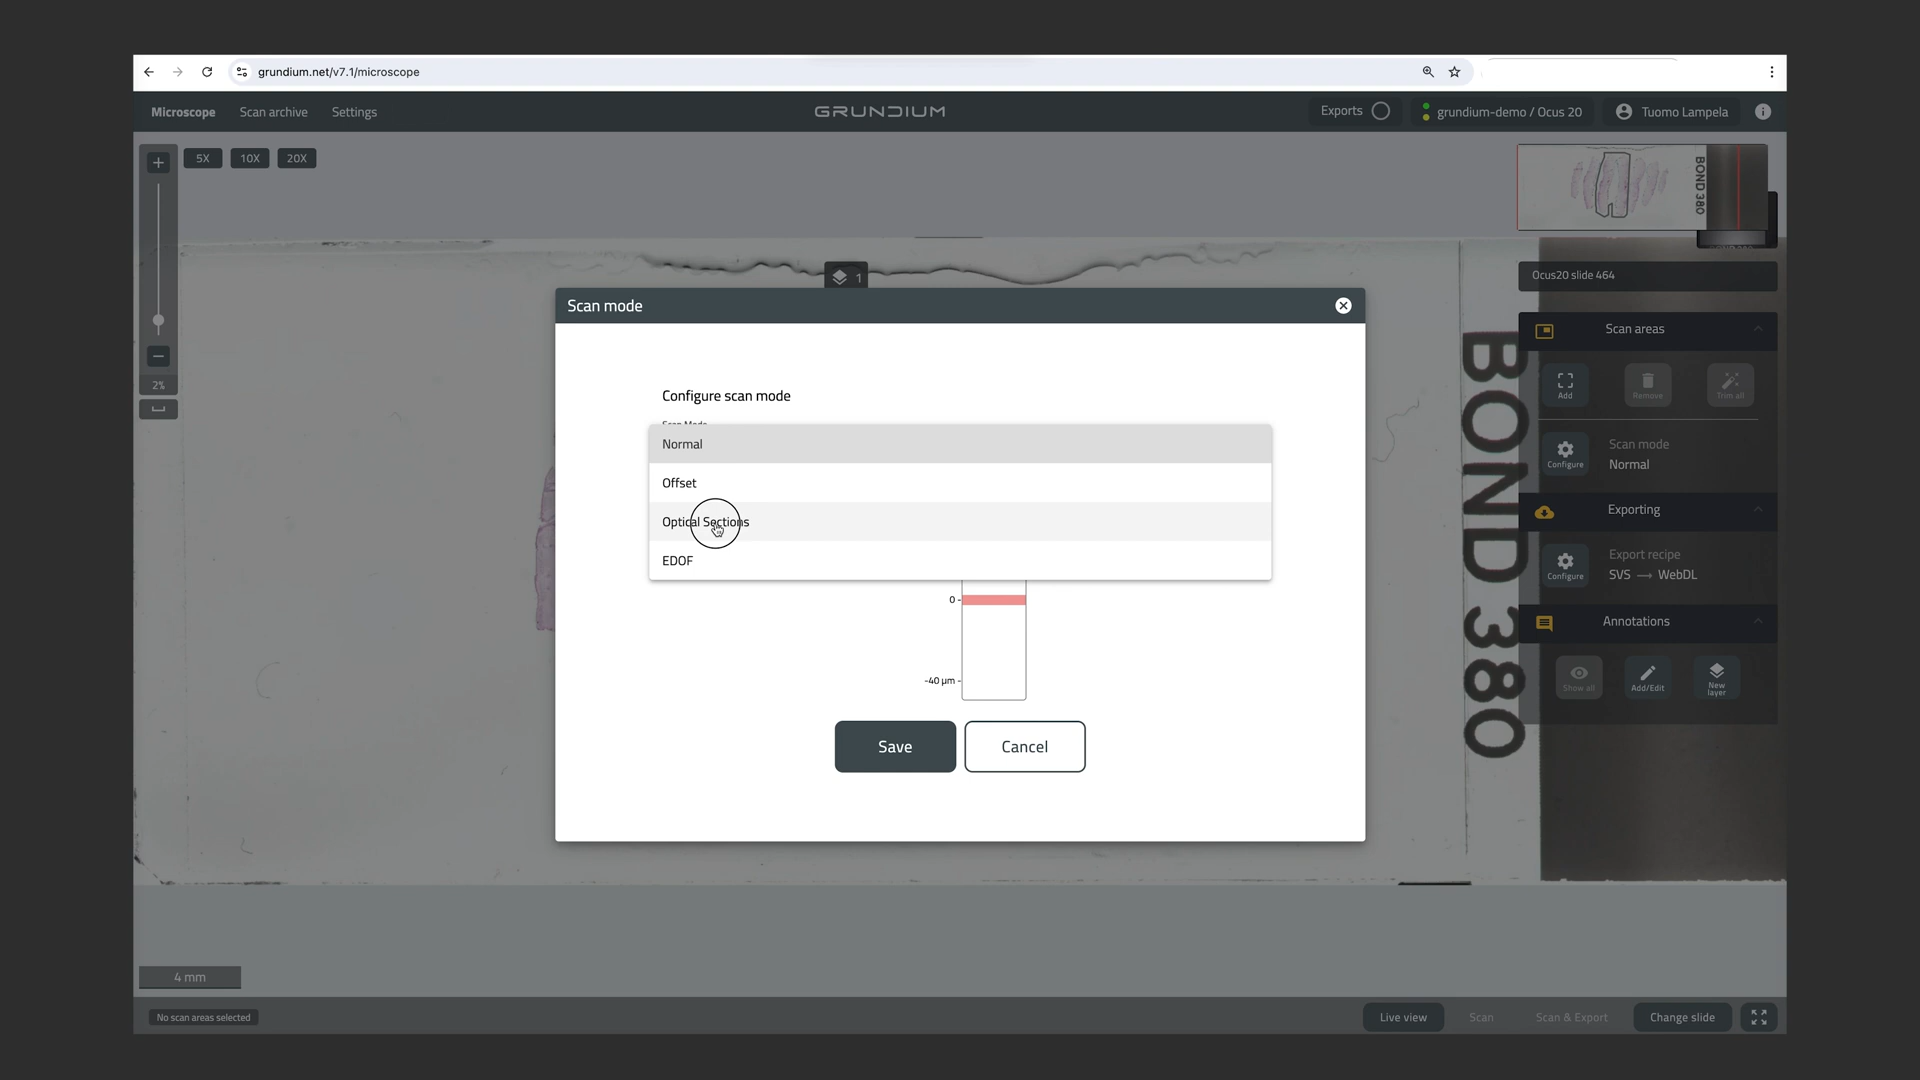 grundium.net/v7.1/microscope
Microscope
Scan archive
Settings
GRUNDIUM
Exports
grundium-demo / Ocus 20
Tuomo Lampela
5X
10X
20X
2%
1
BOND 380
Ocus20 slide 464
Scan areas
Add
Remove
Trim all
Configure
Scan mode
Normal
Exporting
Configure
Export recipe
SVS → WebDL
Annotations
Show all
Add/Edit
New layer
BOND 380
Scan mode
Configure scan mode
Scan Mode
Normal
Offset
Optical Sections
EDOF
0 -
-40 µm -
Save
Cancel
4 mm
No scan areas selected
Live view
Scan
Scan & Export
Change slide